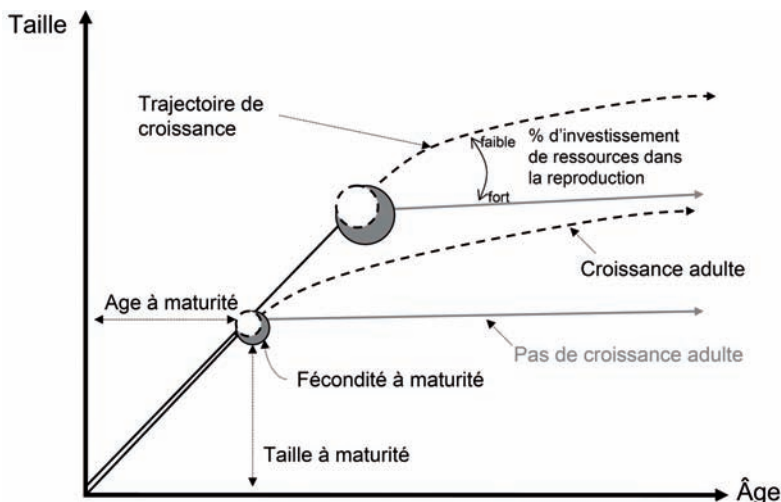 Taille
Trajectoire de
croissance
faible
% d'investissement
de ressources dans
la reproduction
fort
Croissance adulte
Age à maturité
Pas de croissance adulte
Fécondité à maturité
Taille à maturité
Âge